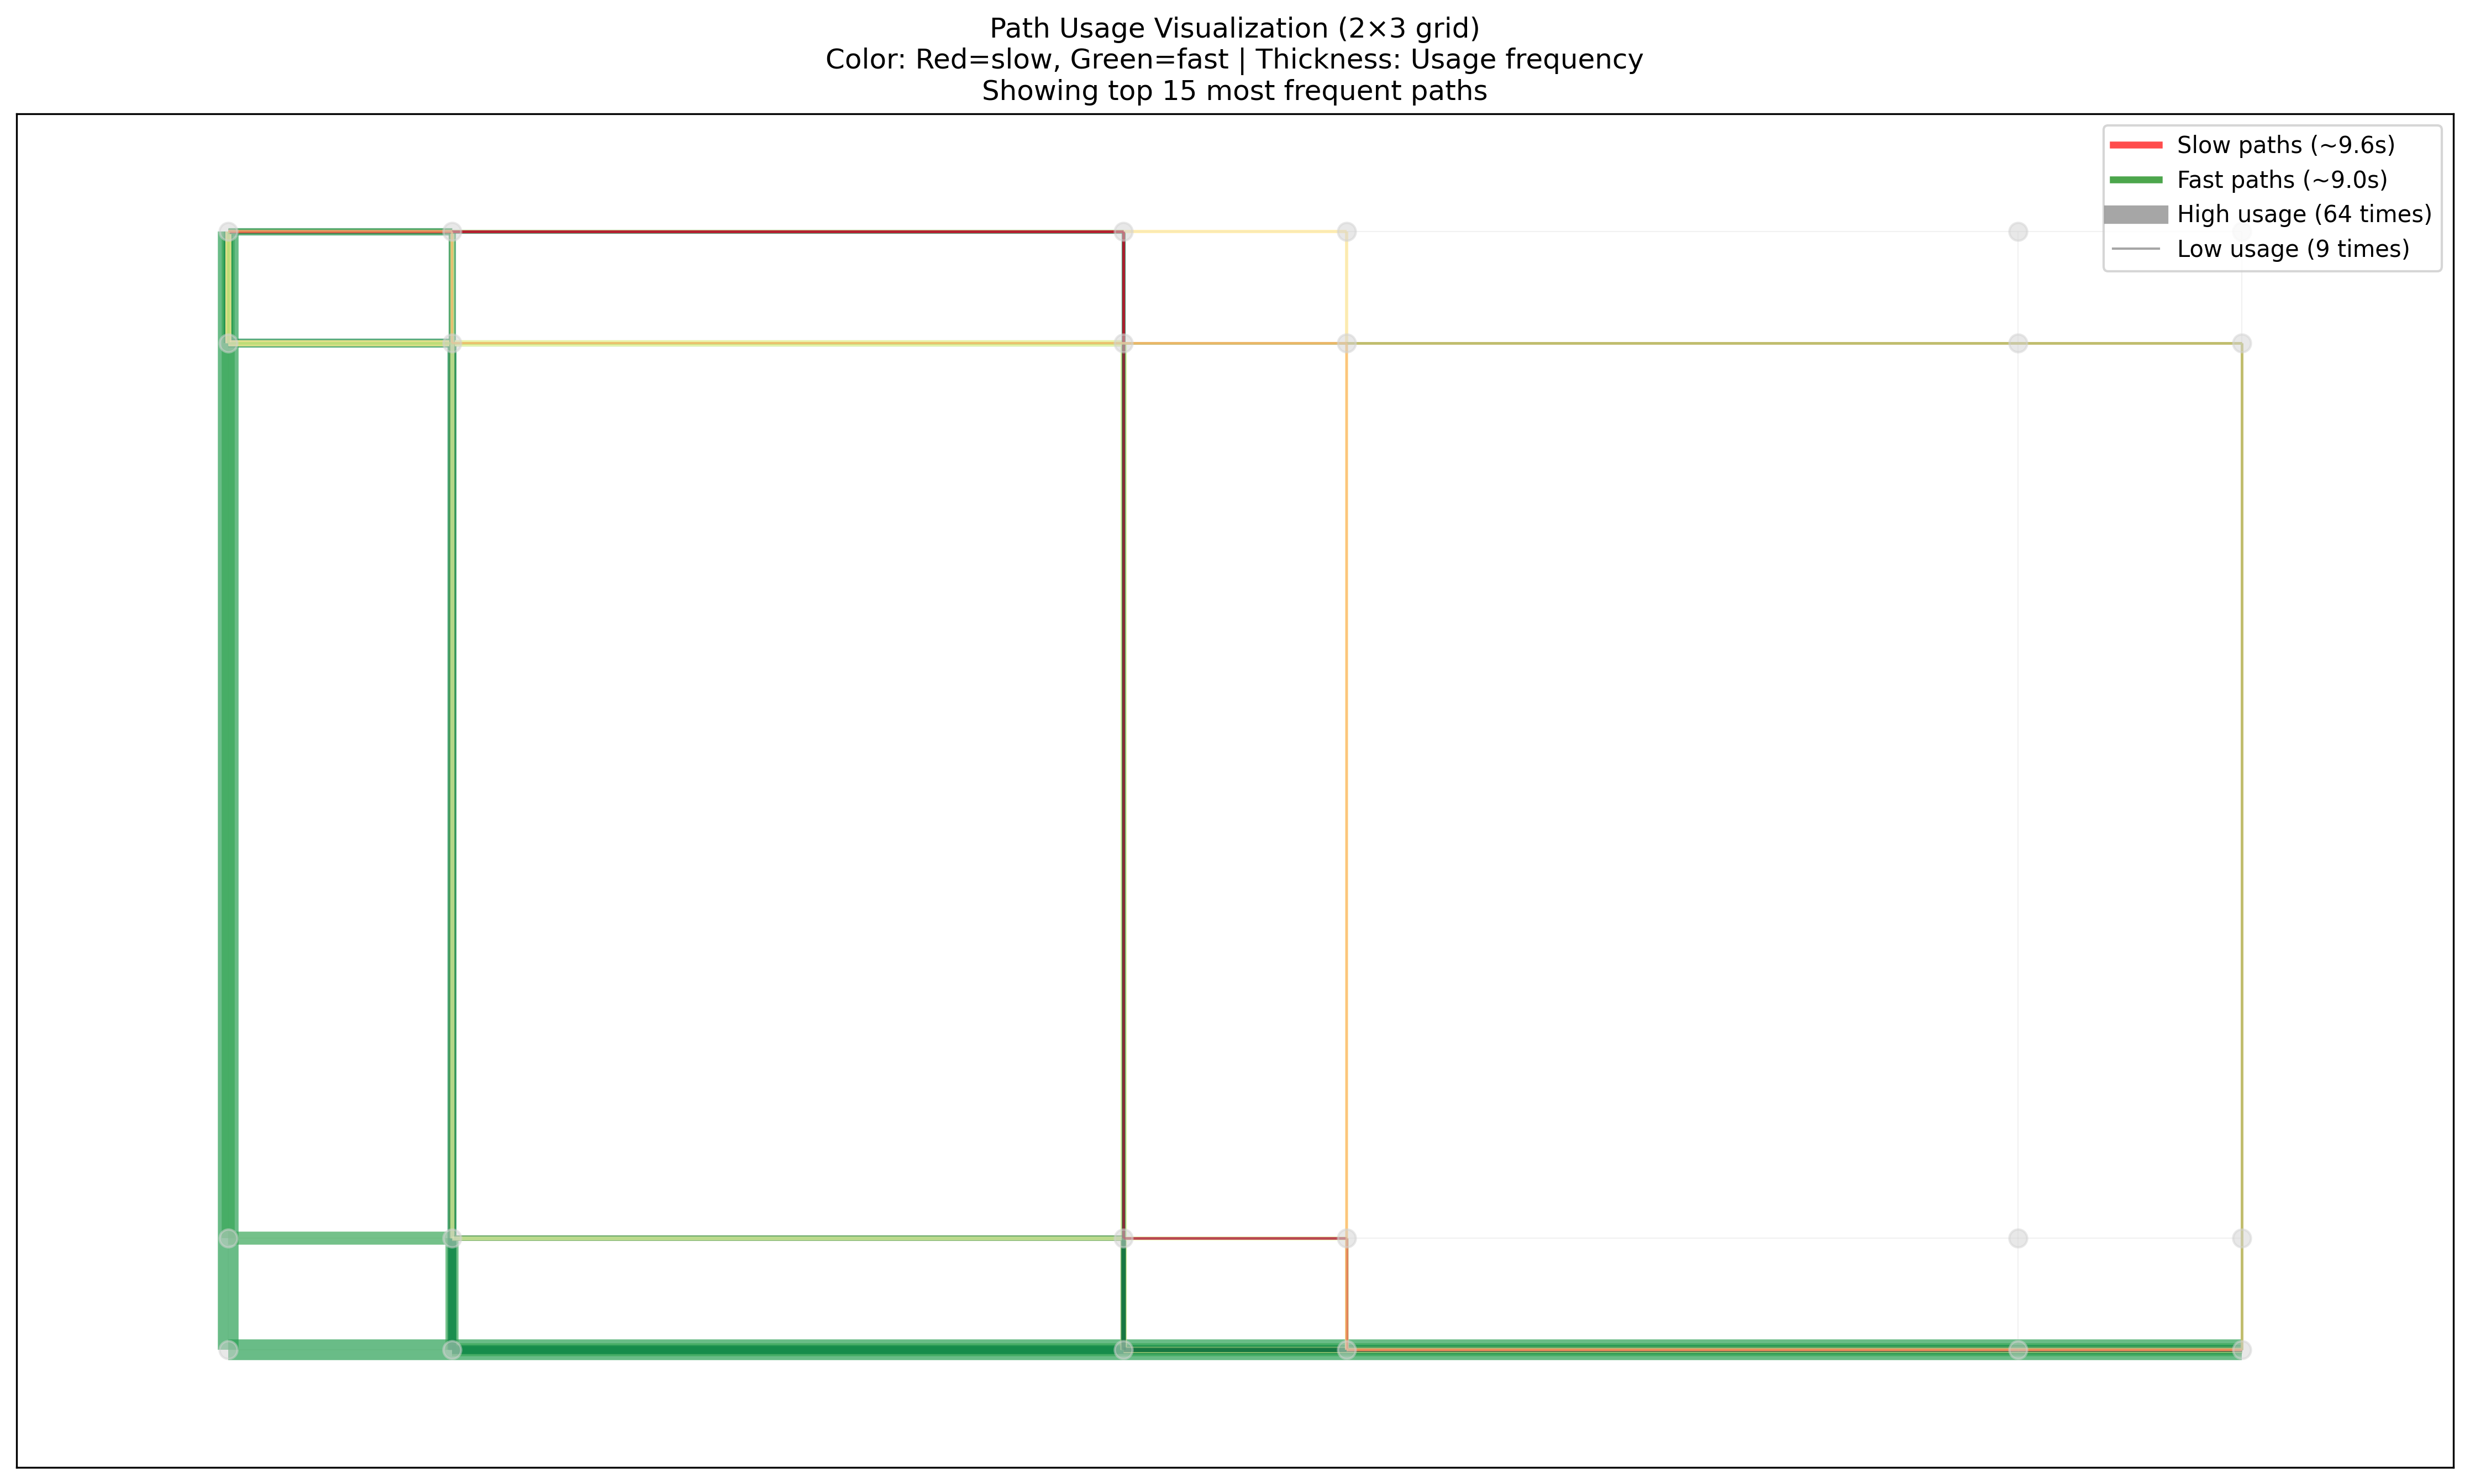 Path Usage Visualization (2×3 grid)
Color: Red=slow, Green=fast | Thickness: Usage frequency
Showing top 15 most frequent paths
Slow paths (~9.6s)
Fast paths (~9.0s)
High usage (64 times)
Low usage (9 times)